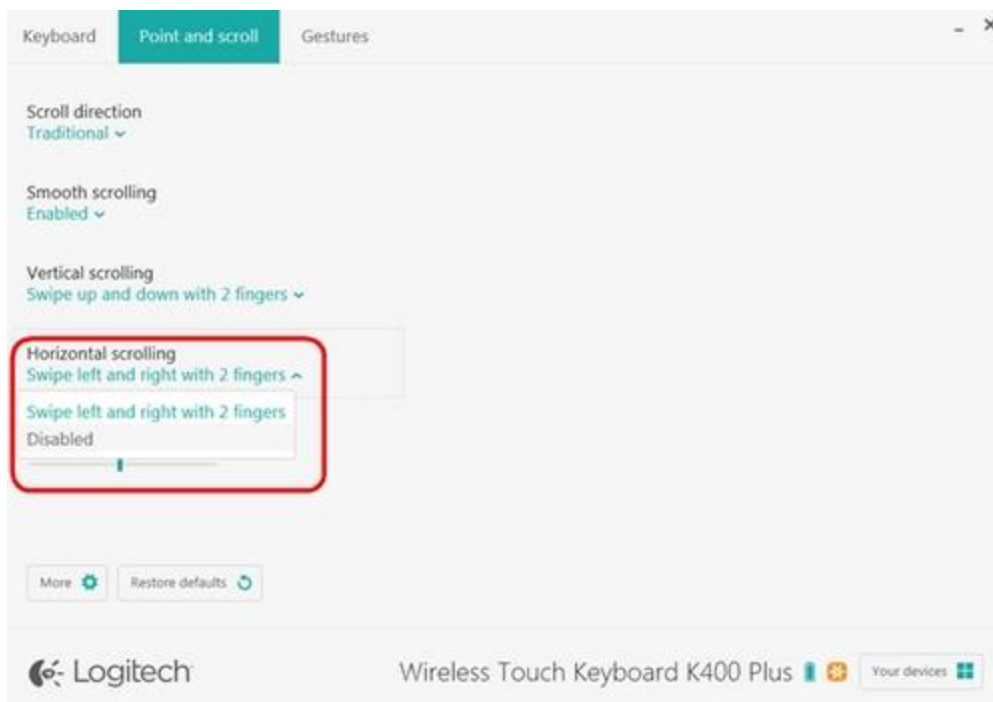 Keyboard
Point and scroll
Gestures
Scroll direction
Traditional
Smooth scrolling
Enabled
Vertical scrolling
Swipe up and down with 2 fingers
Horizontal scrolling
Swipe left and right with 2 fingers
Swipe left and right with 2 fingers
Disabled
More
Restore defaults
Logitech
Wireless Touch Keyboard K400 Plus
Your devices